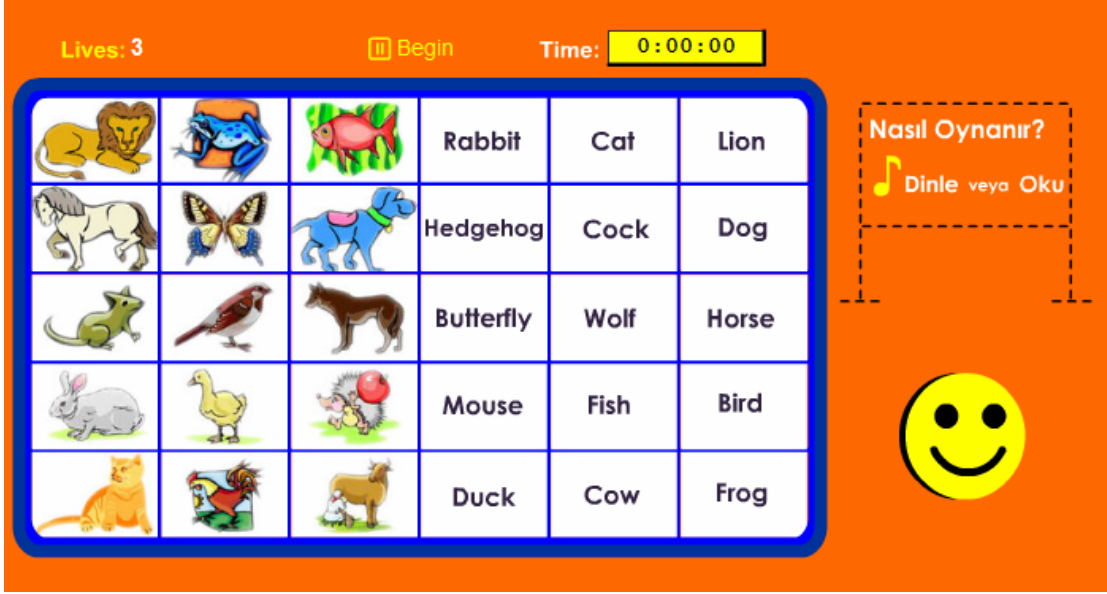 Lives: 3 Begin Time: 0:00:00
Nasıl Oynanır?
Dinle veya Oku
Rabbit Cat Lion
Hedgehog Cock Dog
Butterfly Wolf Horse
Mouse Fish Bird
Duck Cow Frog